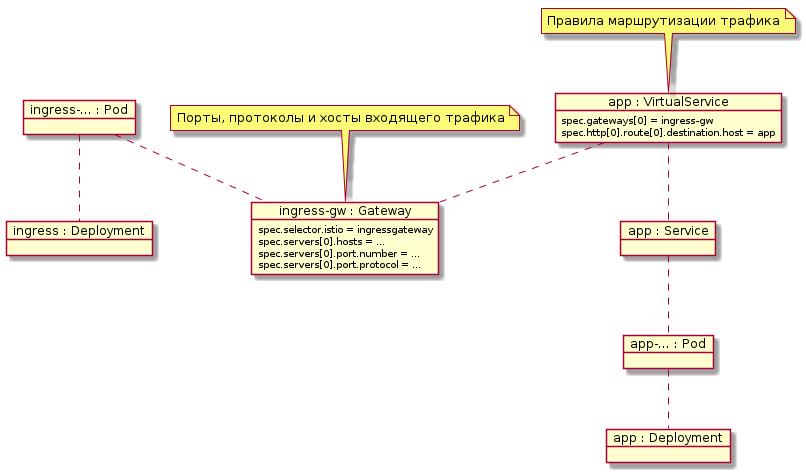 Правила маршрутизации трафика
ingress-... : Pod
Порты, протоколы и хосты входящего трафика
app : VirtualService
spec.gateways[0] = ingress-gw
spec.http[0].route[0].destination.host = app
ingress : Deployment
ingress-gw : Gateway
spec.selector.istio = ingressgateway
spec.servers[0].hosts = ...
spec.servers[0].port.number = ...
spec.servers[0].port.protocol = ...
app : Service
app-... : Pod
app : Deployment